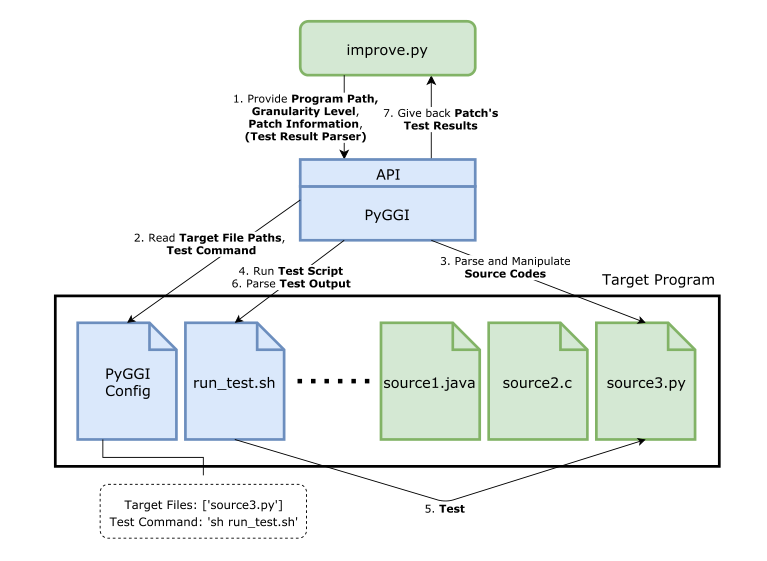 improve.py
1. Provide Program Path,
Granularity Level,
Patch Information,
(Test Result Parser)
7. Give back Patch's
Test Results
API
PyGGI
2. Read Target File Paths,
Test Command
4. Run Test Script
6. Parse Test Output
3. Parse and Manipulate
Source Codes
Target Program
PyGGI
Config
run_test.sh
source1.java
source2.c
source3.py
Target Files: ['source3.py']
Test Command: 'sh run_test.sh'
5. Test